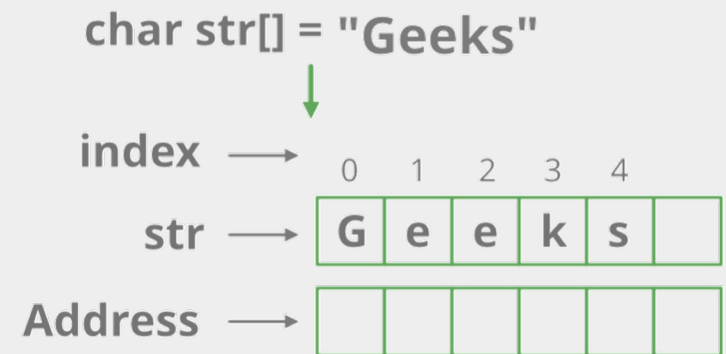 char str[] = "Geeks"
index
0 1 2 3 4
str G e e k s
Address